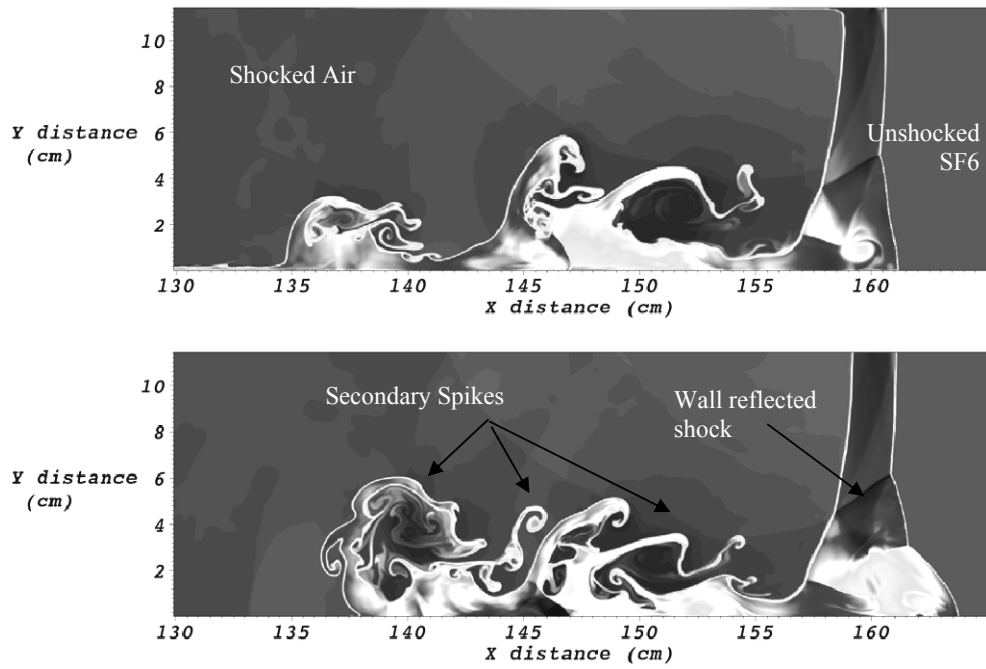 10
8
Shocked Air
Y distance
(cm)
6
Unshocked
SF6
4
2
130 135 140 145 150 155 160
X distance (cm)
10
Secondary Spikes
Wall reflected
shock
8
Y distance
(cm)
6
4
2
130 135 140 145 150 155 160
X distance (cm)